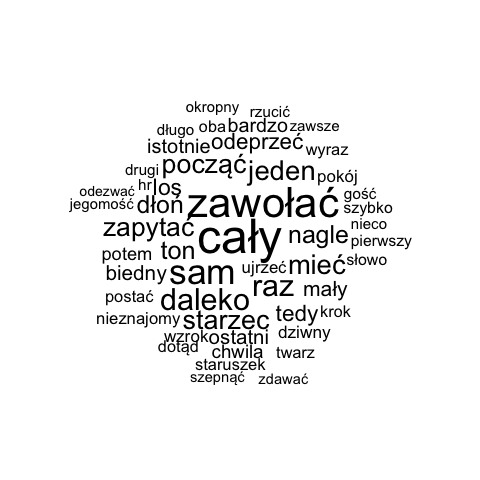 okropny rzucić
długo oba bardzo zawsze
istotnie odeprzeć wyraz
drugi począć jeden pokój
odezwać hr los zawołać gość
jegomość dłoń szybko
zapytać cały nagle nieco
pierwszy
potem ton słowo
biedny sam ujrzeć mieć
postać daleko raz mały
nieznajomy starzec tedy krok
wzrok ostatni dziwny
dotąd chwila twarz
staruszek
szepnąć zdawać